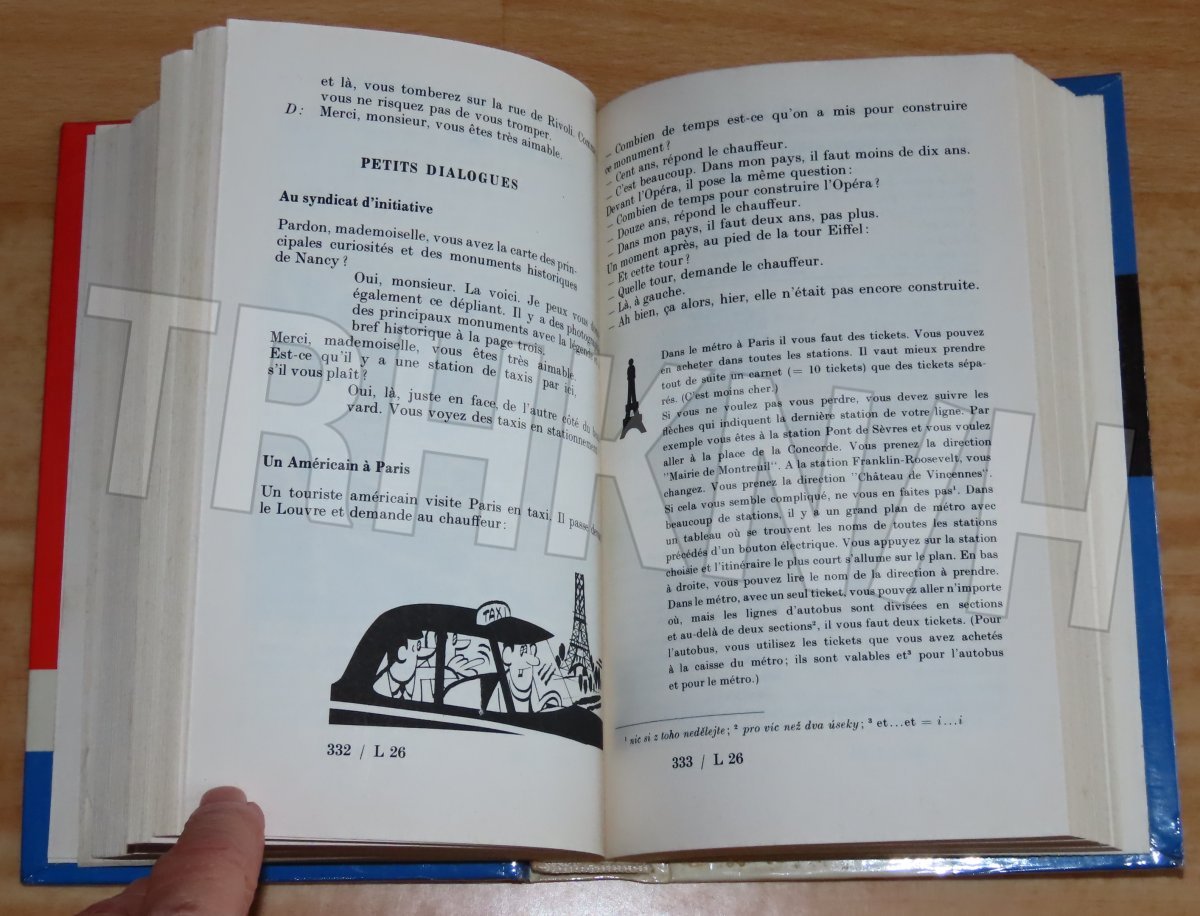 et là, vous tomberez sur la rue de Rivoli.
vous ne risquez pas de vous tromper.
D: Merci, monsieur, vous êtes très aimable.
PETITS DIALOGUES
Au syndicat d'initiative
Pardon, mademoiselle, vous avez la carte des prin-
cipales curiosités et des monuments historiques
de Nancy?
Oui, monsieur. La voici. Je peux vous
également ce dépliant. Il y a des
des principaux monuments avec la légende
bref historique à la page trois.
Merci, mademoiselle, vous êtes très aimable.
Est-ce qu'il y a une station de taxis par ici,
s'il vous plaît?
Oui, là, juste en face, de l'autre côté du
vard. Vous voyez des taxis en stationnement
Un Américain à Paris
Un touriste américain visite Paris en taxi. Il passe
le Louvre et demande au chauffeur:
TAXI
332 / L 26
– Combien de temps est-ce qu'on a mis pour construire
ce monument?
– Cent ans, répond le chauffeur.
– C'est beaucoup. Dans mon pays, il faut moins de dix ans.
Devant l'Opéra, il pose la même question:
– Combien de temps pour construire l'Opéra?
– Douze ans, répond le chauffeur.
– Dans mon pays, il faut deux ans, pas plus.
Un moment après, au pied de la tour Eiffel:
– Et cette tour?
– Quelle tour, demande le chauffeur.
– Là, à gauche.
– Ah bien, ça alors, hier, elle n'était pas encore construite.
Dans le métro à Paris il vous faut des tickets. Vous pouvez
en acheter dans toutes les stations. Il vaut mieux prendre
tout de suite un carnet (= 10 tickets) que des tickets sépa-
rés. (C'est moins cher.)
Si vous ne voulez pas vous perdre, vous devez suivre les
flèches qui indiquent la dernière station de votre ligne. Par
exemple vous êtes à la station Pont de Sèvres et vous voulez
aller à la place de la Concorde. Vous prenez la direction
"Mairie de Montreuil". A la station Franklin-Roosevelt, vous
changez. Vous prenez la direction "Château de Vincennes".
Si cela vous semble compliqué, ne vous en faites pas¹. Dans
beaucoup de stations, il y a un grand plan de métro avec
un tableau où se trouvent les noms de toutes les stations
précédés d'un bouton électrique. Vous appuyez sur la station
choisie et l'itinéraire le plus court s'allume sur le plan. En bas
à droite, vous pouvez lire le nom de la direction à prendre.
Dans le métro, avec un seul ticket, vous pouvez aller n'importe
où, mais les lignes d'autobus sont divisées en sections
et au-delà de deux sections², il vous faut deux tickets. (Pour
l'autobus, vous utilisez les tickets que vous avez achetés
à la caisse du métro; ils sont valables et³ pour l'autobus
et pour le métro.)
¹ nic si z toho nedělejte; ² pro víc než dva úseky; ³ et...et = i...i
333 / L 26
TRHKNIH